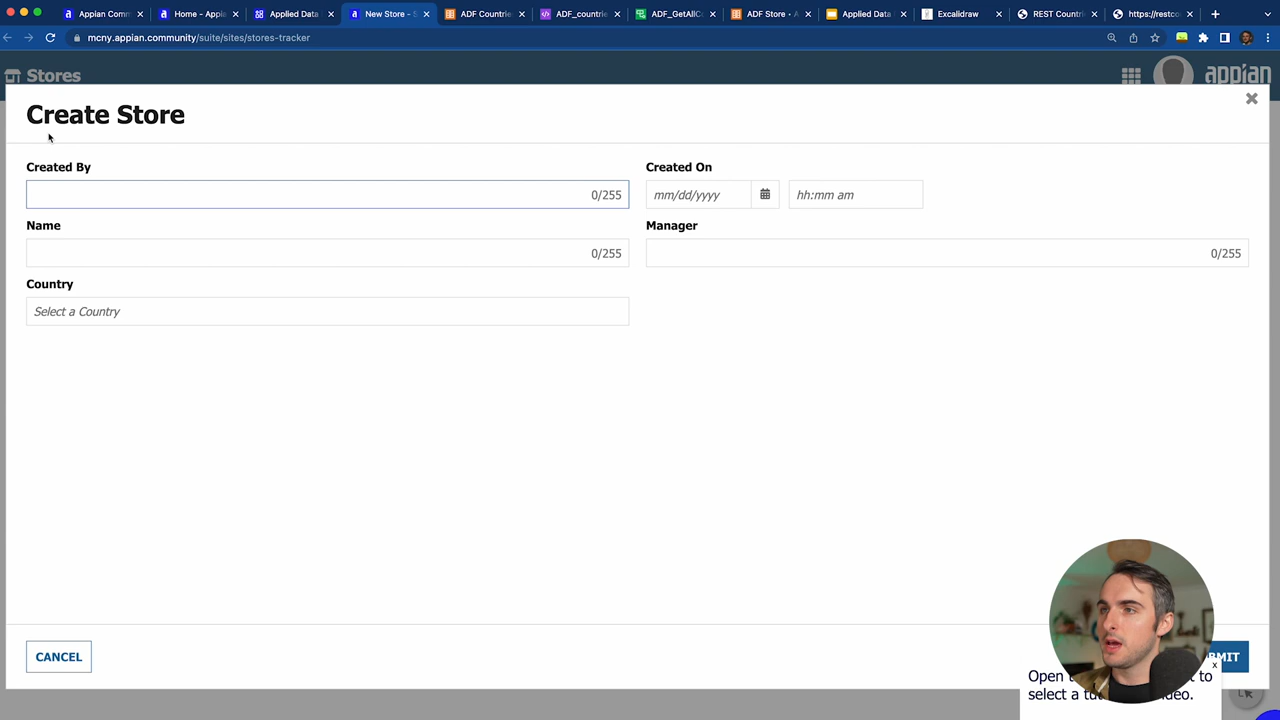 Appian Com
Home - Appia
Applied Data
New Store - S
ADF Countrie
ADF_countrie
ADF_GetAllC
ADF Store • A
Applied Data
Excalidraw
REST Countri
https://restco
mcny.appian.community/suite/sites/stores-tracker
Stores
appian
Create Store
Created By
Created On
0/255
mm/dd/yyyy
hh:mm am
Name
Manager
0/255
0/255
Country
Select a Country
CANCEL
MIT
Open t
t to
select a tu
deo.
x